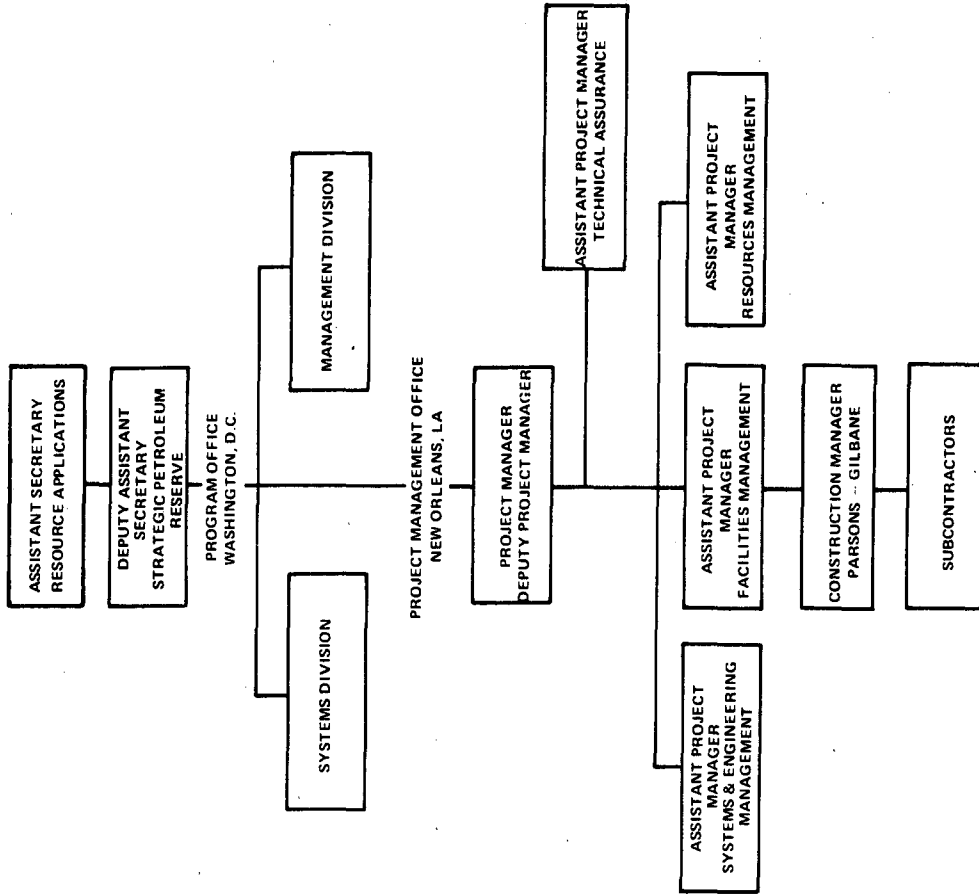 ASSISTANT SECRETARY
RESOURCE APPLICATIONS
DEPUTY ASSISTANT
SECRETARY
STRATEGIC PETROLEUM
RESERVE
PROGRAM OFFICE
WASHINGTON, D.C.
SYSTEMS DIVISION
MANAGEMENT DIVISION
PROJECT MANAGEMENT OFFICE
NEW ORLEANS, LA
PROJECT MANAGER
DEPUTY PROJECT MANAGER
ASSISTANT PROJECT MANAGER
TECHNICAL ASSURANCE
ASSISTANT PROJECT
MANAGER
SYSTEMS & ENGINEERING
MANAGEMENT
ASSISTANT PROJECT
MANAGER
FACILITIES MANAGEMENT
ASSISTANT PROJECT
MANAGER
RESOURCES MANAGEMENT
CONSTRUCTION MANAGER
PARSONS - GILBANE
SUBCONTRACTORS